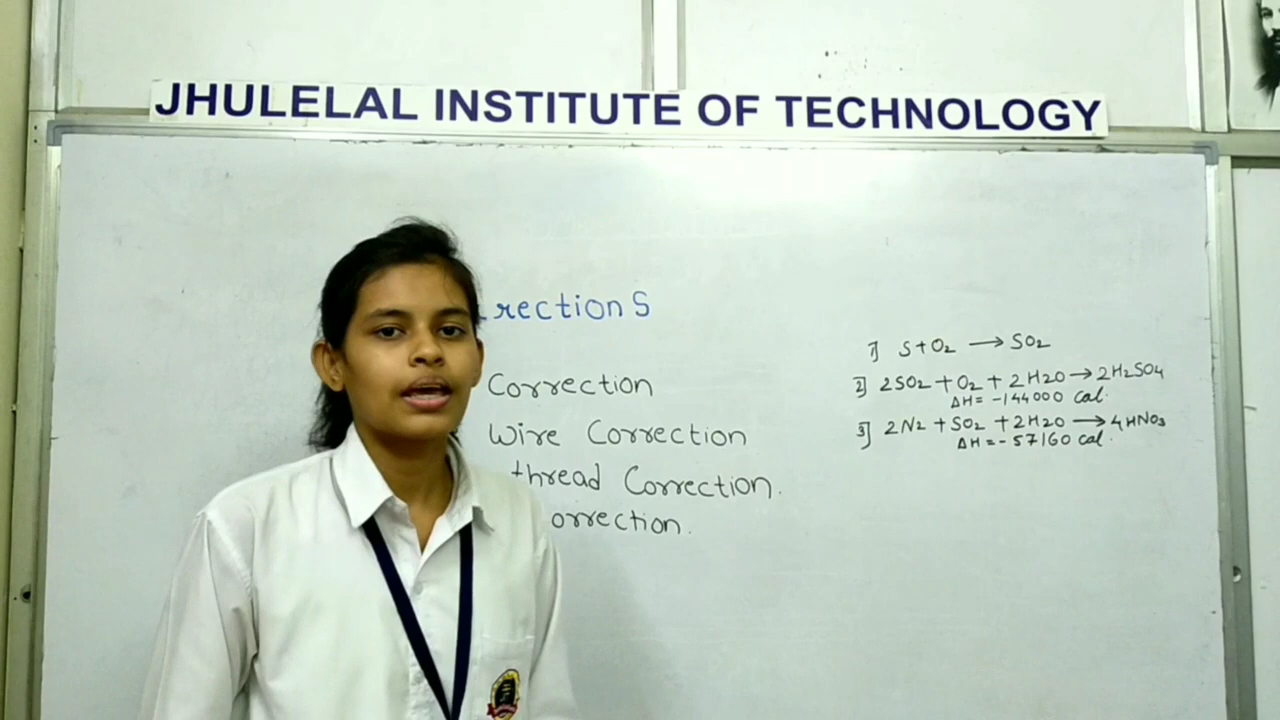 JHULELAL INSTITUTE OF TECHNOLOGY
rections
Correction
Wire Correction
thread Correction.
orrection.
1] S+O2 → SO2
2] 2SO2 + O2 + 2H2O → 2H2SO4
ΔH = -144000 Cal.
3] 2N2 + SO2 + 2H2O → 4HNO3
ΔH = -57160 Cal.